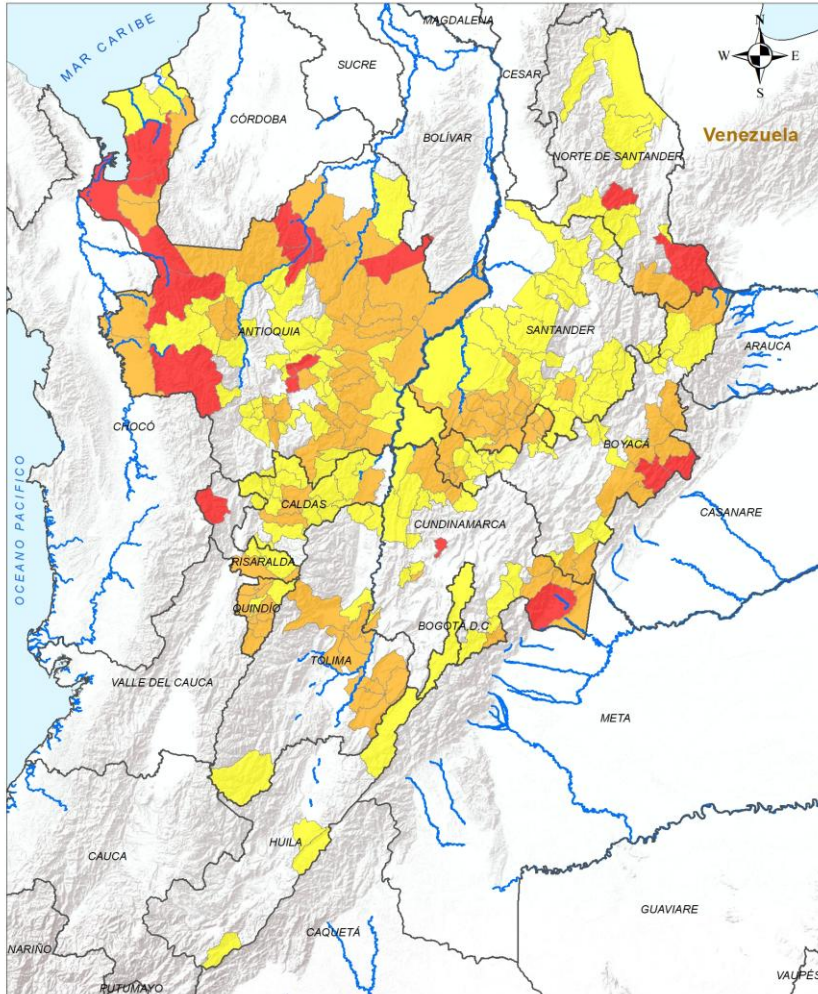 MAGDALENA
MAR CARIBE
N
W E
S
SUCRE
CESAR
CÓRDOBA
BOLÍVAR
Venezuela
NORTE DE SANTANDER
ANTIOQUIA
SANTANDER
ARAUCA
CHOCÓ
BOYACÁ
OCEANO PACIFICO
CALDAS
CUNDINAMARCA
CASANARE
RISARALDA
QUINDÍO
BOGOTÁ, D.C
TOLIMA
VALLE DEL CAUCA
META
HUILA
CAUCA
GUAVIARE
CAQUETÁ
NARIÑO
PUTUMAYO
VAUPÉS